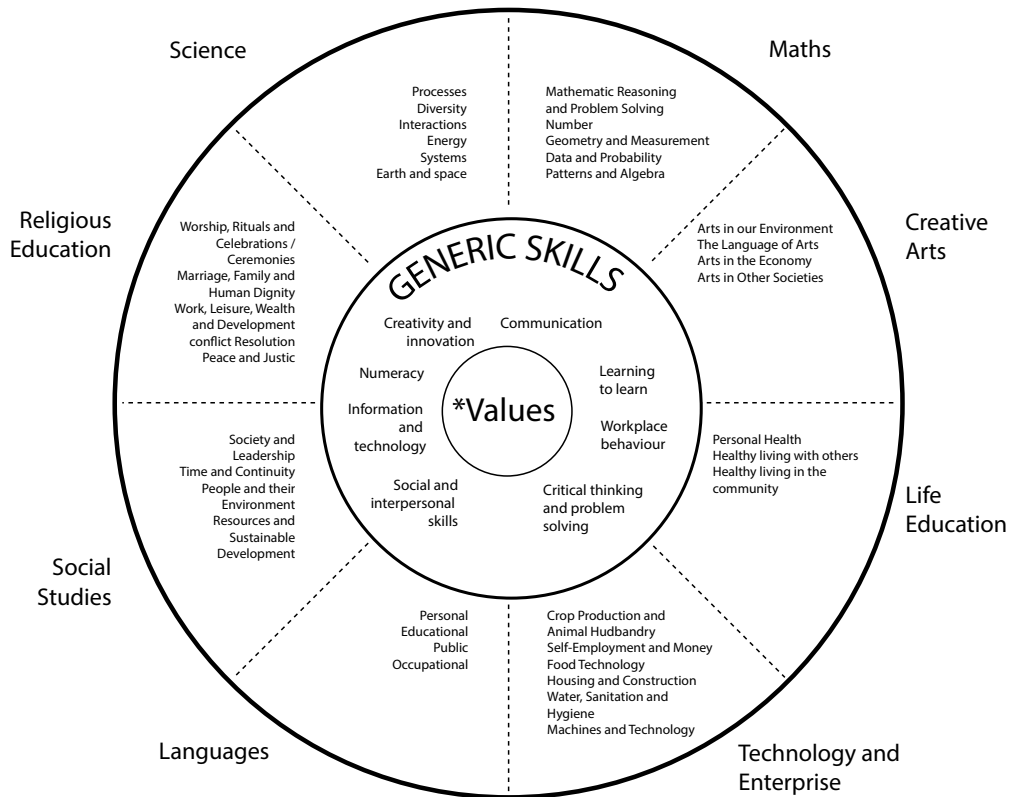 Science
Maths
Processes
Diversity
Interactions
Energy
Systems
Earth and space
Mathematic Reasoning
and Problem Solving
Number
Geometry and Measurement
Data and Probability
Patterns and Algebra
Religious
Education
Worship, Rituals and
Celebrations /
Ceremonies
Marriage, Family and
Human Dignity
Work, Leisure, Wealth
and Development
conflict Resolution
Peace and Justic
Arts in our Environment
The Language of Arts
Arts in the Economy
Arts in Other Societies
Creative
Arts
GENERIC SKILLS
Creativity and
innovation
Communication
Numeracy
Learning
to learn
Information
and
technology
*Values
Workplace
behaviour
Social and
interpersonal
skills
Critical thinking
and problem
solving
Society and
Leadership
Time and Continuity
People and their
Environment
Resources and
Sustainable
Development
Personal Health
Healthy living with others
Healthy living in the
community
Life
Education
Social
Studies
Personal
Educational
Public
Occupational
Crop Production and
Animal Hudbandry
Self-Employment and Money
Food Technology
Housing and Construction
Water, Sanitation and
Hygiene
Machines and Technology
Languages
Technology and
Enterprise